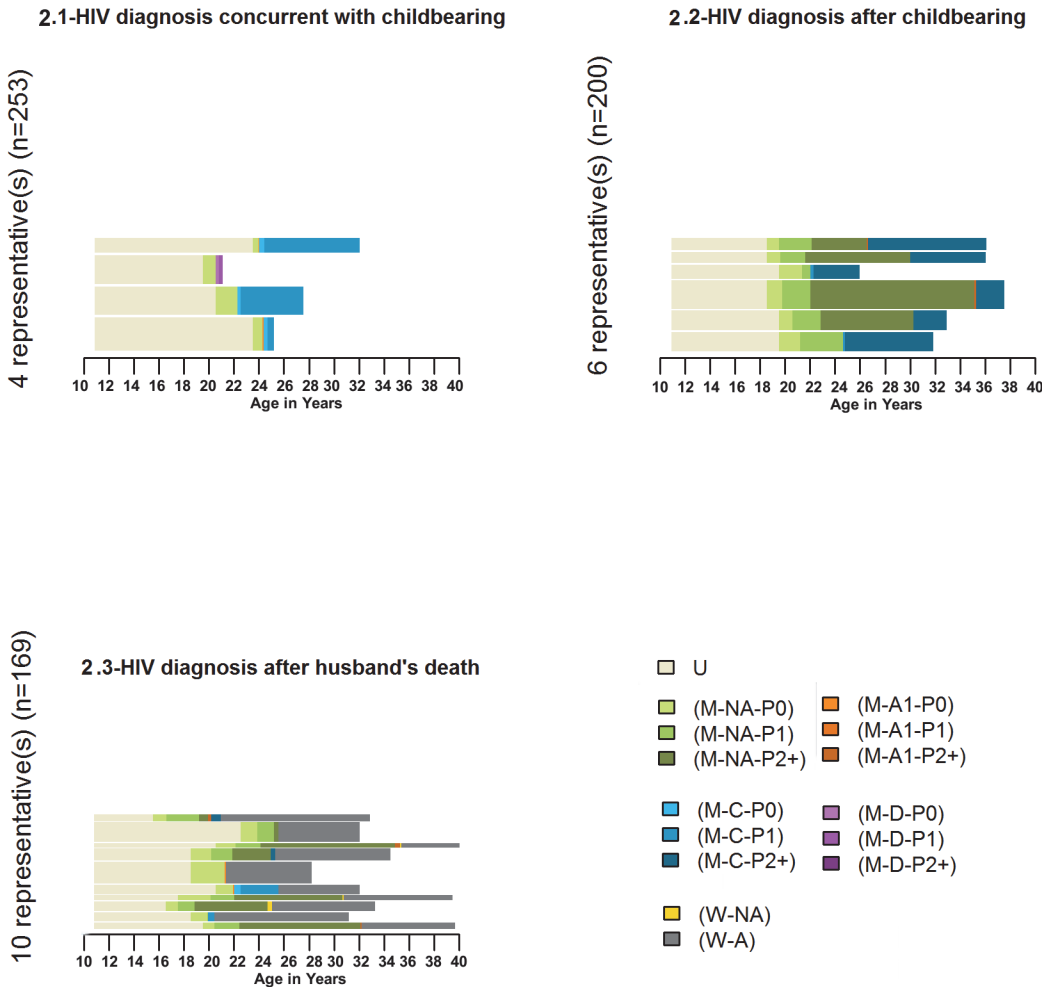 2.1-HIV diagnosis concurrent with childbearing
4 representative(s) (n=253)
10 12 14 16 18 20 22 24 26 28 30 32 34 36 38 40
Age in Years
2.2-HIV diagnosis after childbearing
6 representative(s) (n=200)
10 12 14 16 18 20 22 24 26 28 30 32 34 36 38 40
Age in Years
2.3-HIV diagnosis after husband's death
10 representative(s) (n=169)
10 12 14 16 18 20 22 24 26 28 30 32 34 36 38 40
Age in Years
U
(M-NA-P0)
(M-NA-P1)
(M-NA-P2+)
(M-A1-P0)
(M-A1-P1)
(M-A1-P2+)
(M-C-P0)
(M-C-P1)
(M-C-P2+)
(M-D-P0)
(M-D-P1)
(M-D-P2+)
(W-NA)
(W-A)